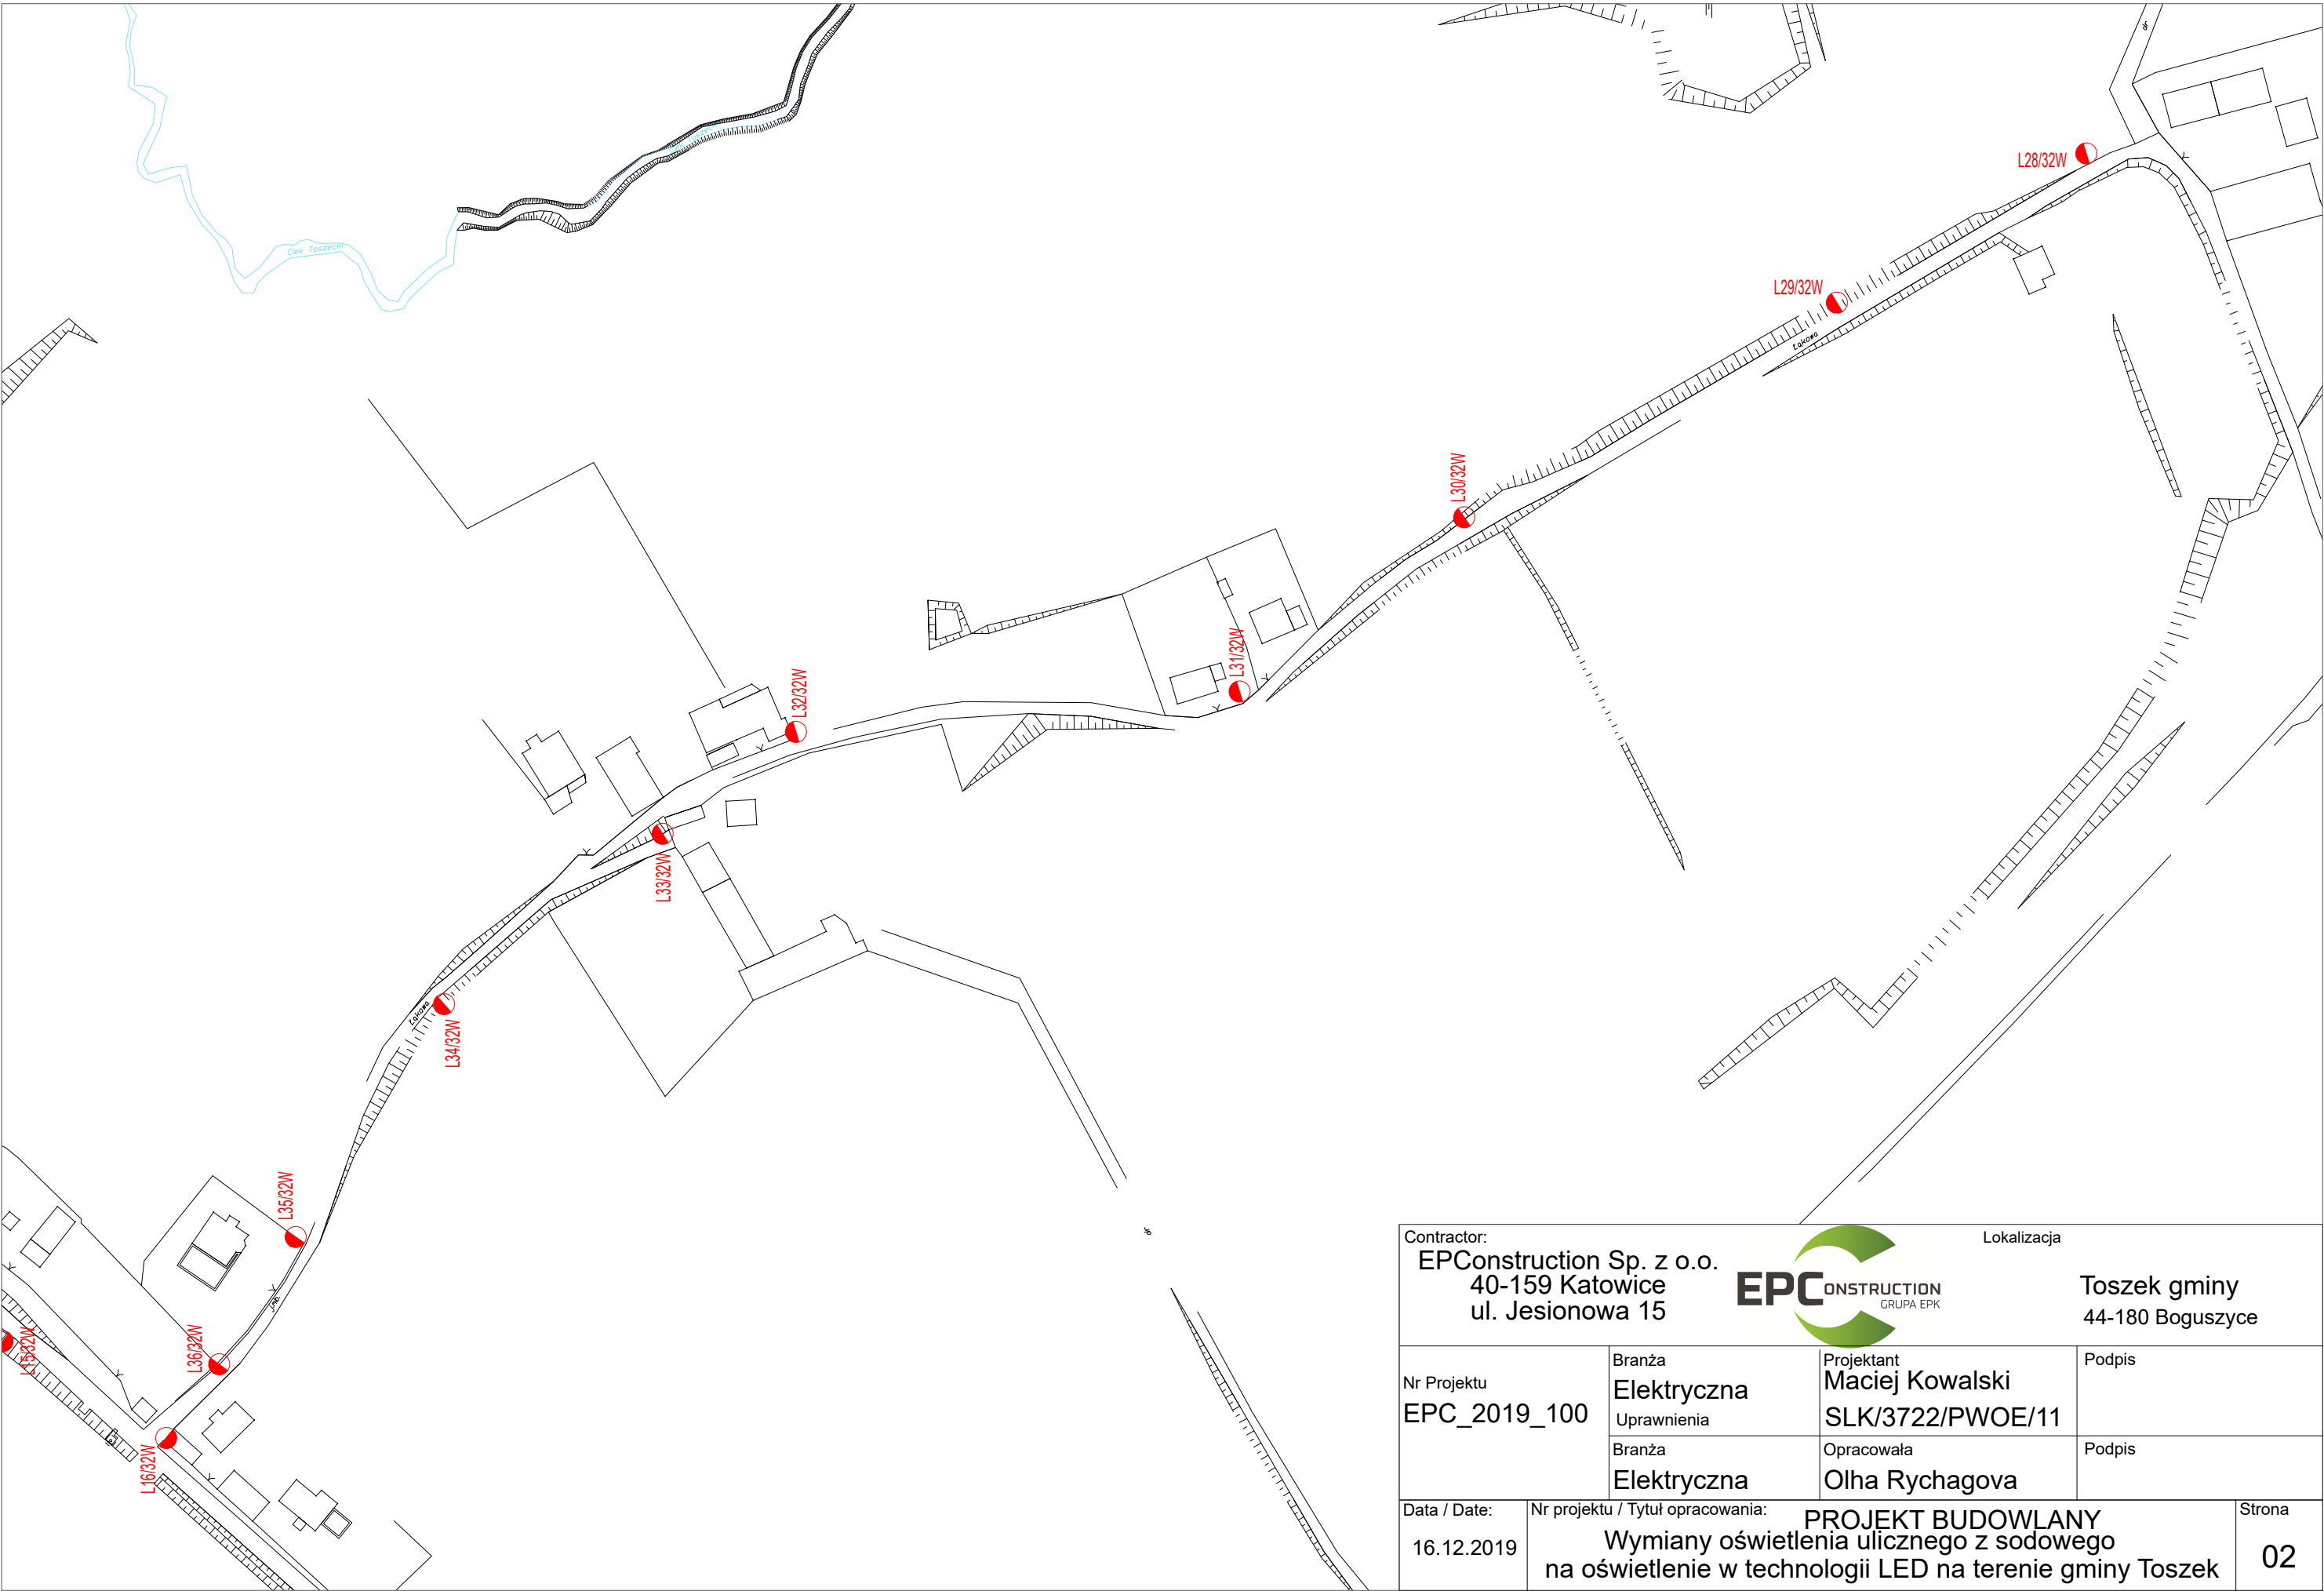 Ciek Toszecki
L28/32W
L29/32W
Łąkowa
L30/32W
L31/32W
L32/32W
L33/32W
Łąkowa
L34/32W
L35/32W
L36/32W
L15/32W
L16/32W
Contractor:
EPConstruction Sp. z o.o.
40-159 Katowice
ul. Jesionowa 15
EPCONSTRUCTION
GRUPA EPK
Lokalizacja
Toszek gminy
44-180 Boguszyce
Nr Projektu
EPC_2019_100
Branża
Elektryczna
Uprawnienia
Projektant
Maciej Kowalski
SLK/3722/PWOE/11
Podpis
Branża
Elektryczna
Opracowała
Olha Rychagova
Podpis
Data / Date:
16.12.2019
Nr projektu / Tytuł opracowania:
PROJEKT BUDOWLANY
Wymiany oświetlenia ulicznego z sodowego
na oświetlenie w technologii LED na terenie gminy Toszek
Strona
02